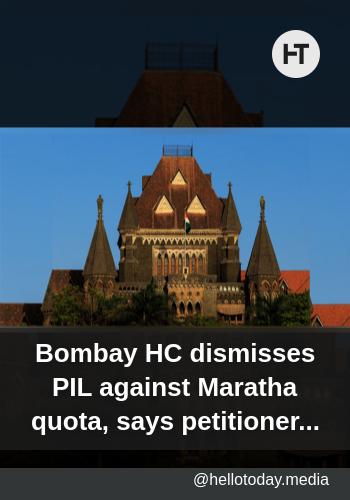 HT
Bombay HC dismisses
PIL against Maratha
quota, says petitioner...
@hellotoday.media